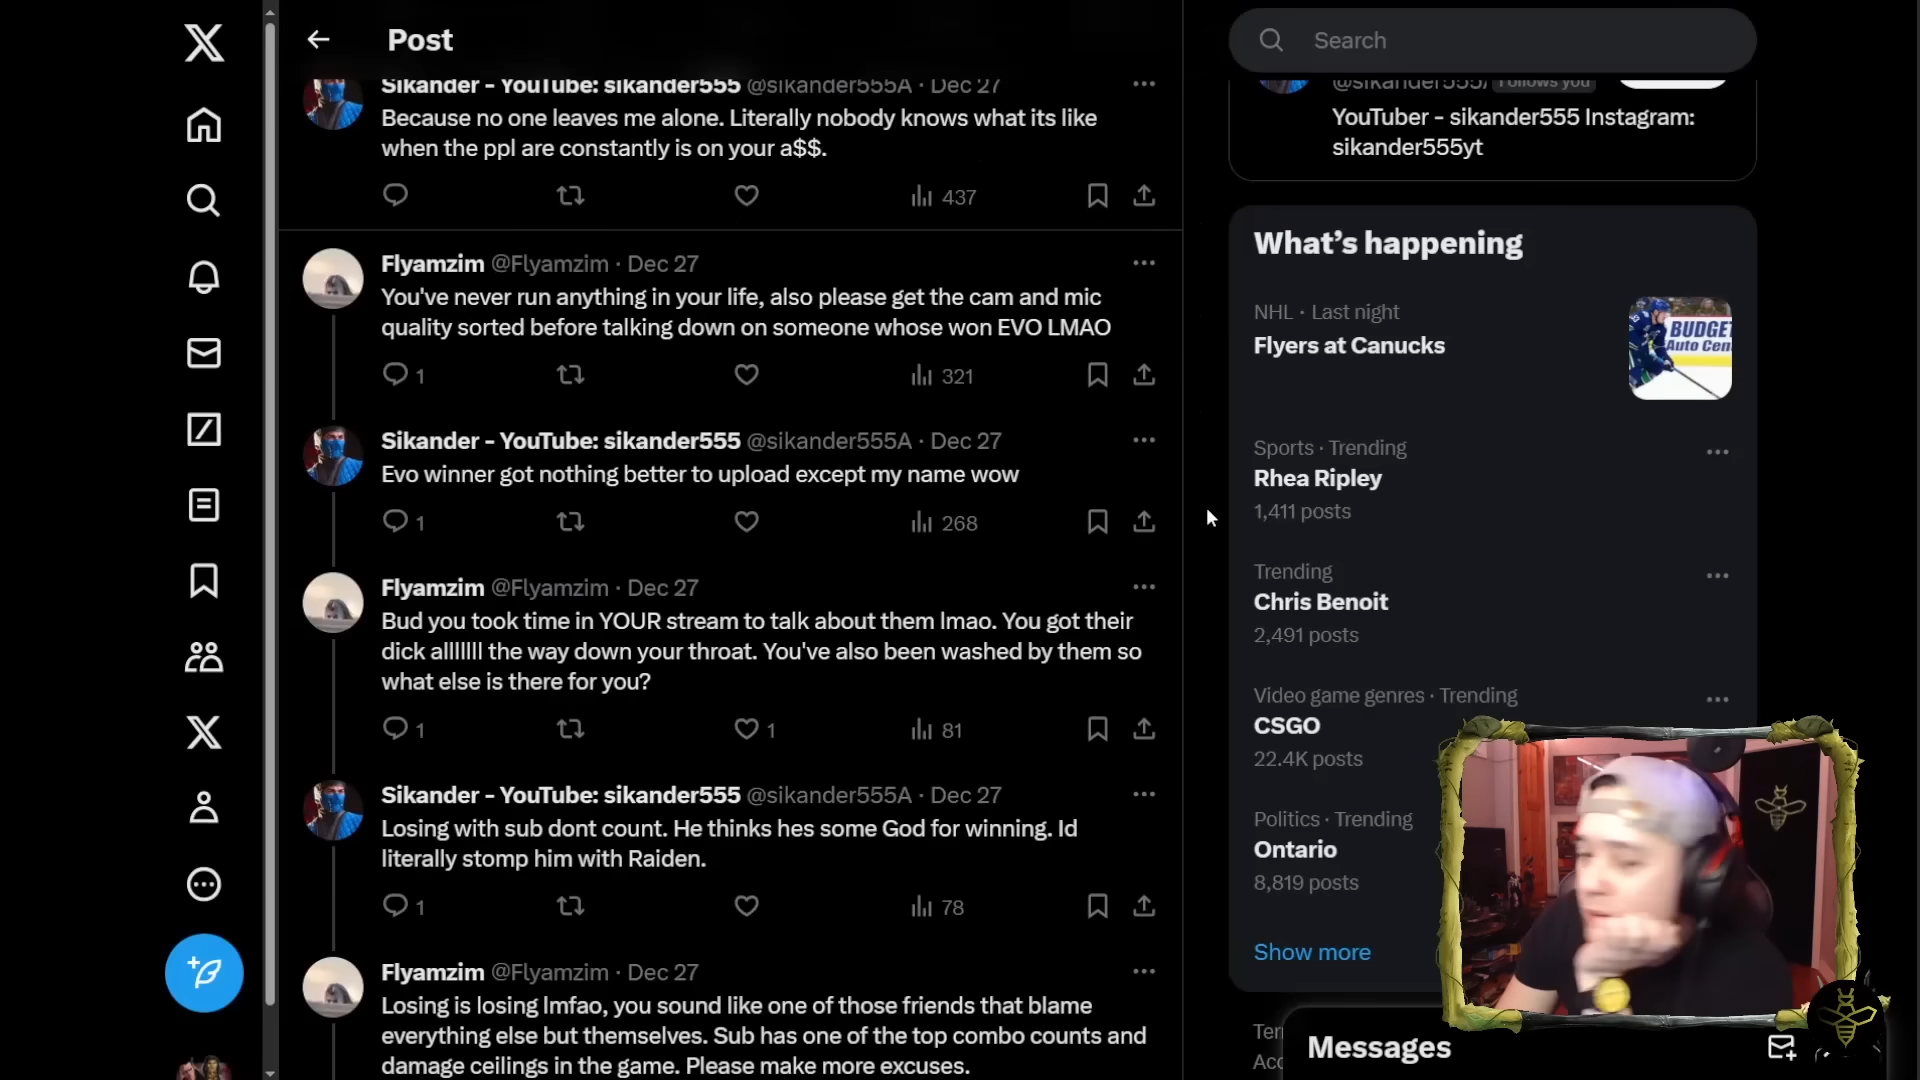 Post
Sikander - YouTube: sikander555 @sikander555A · Dec 27
Because no one leaves me alone. Literally nobody knows what its like
when the ppl are constantly is on your a$$.
437
Flyamzim @Flyamzim · Dec 27
You've never run anything in your life, also please get the cam and mic
quality sorted before talking down on someone whose won EVO LMAO
1
321
Sikander - YouTube: sikander555 @sikander555A · Dec 27
Evo winner got nothing better to upload except my name wow
1
268
Flyamzim @Flyamzim · Dec 27
Bud you took time in YOUR stream to talk about them lmao. You got their
dick alllllll the way down your throat. You've also been washed by them so
what else is there for you?
1
1
81
Sikander - YouTube: sikander555 @sikander555A · Dec 27
Losing with sub dont count. He thinks hes some God for winning. Id
literally stomp him with Raiden.
1
78
Flyamzim @Flyamzim · Dec 27
Losing is losing lmfao, you sound like one of those friends that blame
everything else but themselves. Sub has one of the top combo counts and
damage ceilings in the game. Please make more excuses.
Search
Follows you
YouTuber - sikander555 Instagram:
sikander555yt
What's happening
NHL · Last night
Flyers at Canucks
BUDGET
Auto Cen
Sports · Trending
Rhea Ripley
1,411 posts
Trending
Chris Benoit
2,491 posts
Video game genres · Trending
CSGO
22.4K posts
Politics · Trending
Ontario
8,819 posts
Show more
Messages